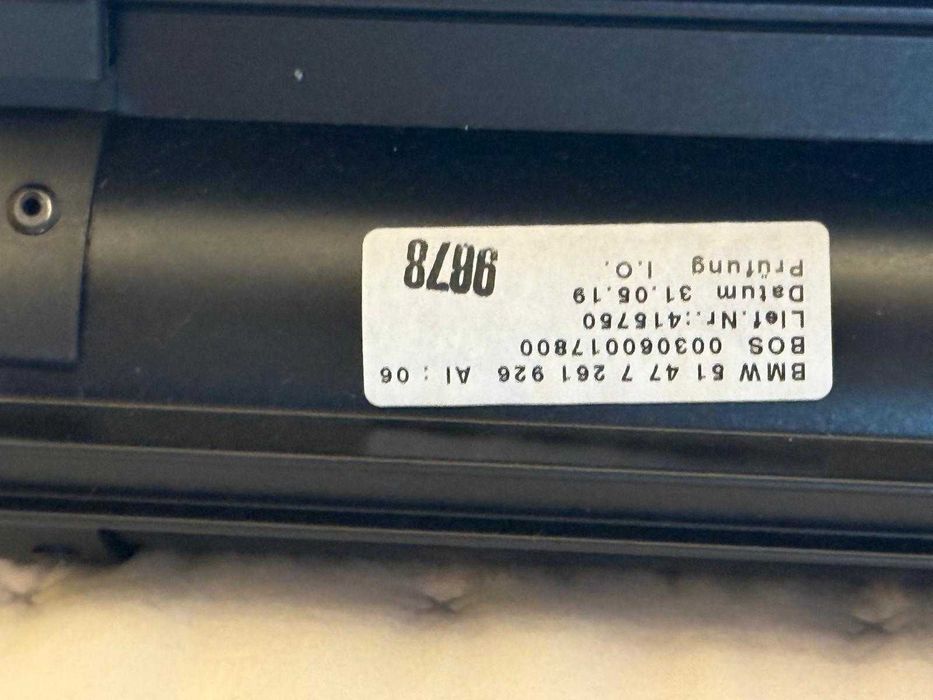 BMW 51 47 7 261 926 AI : 06
BOS 003060017800
Lief.Nr.:415750
Datum 31.05.19
Prüfung I.O.
9878